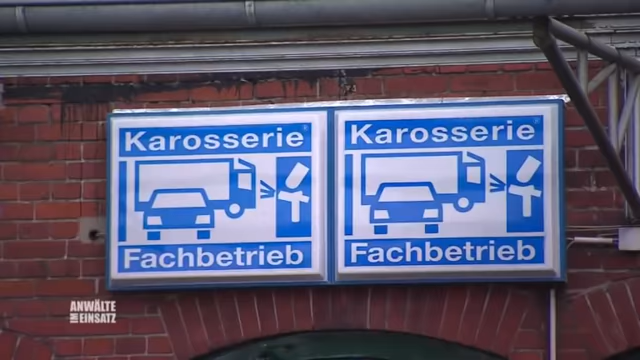 Karosserie
Fachbetrieb
Karosserie
Fachbetrieb
ANWÄLTE
IM EINSATZ